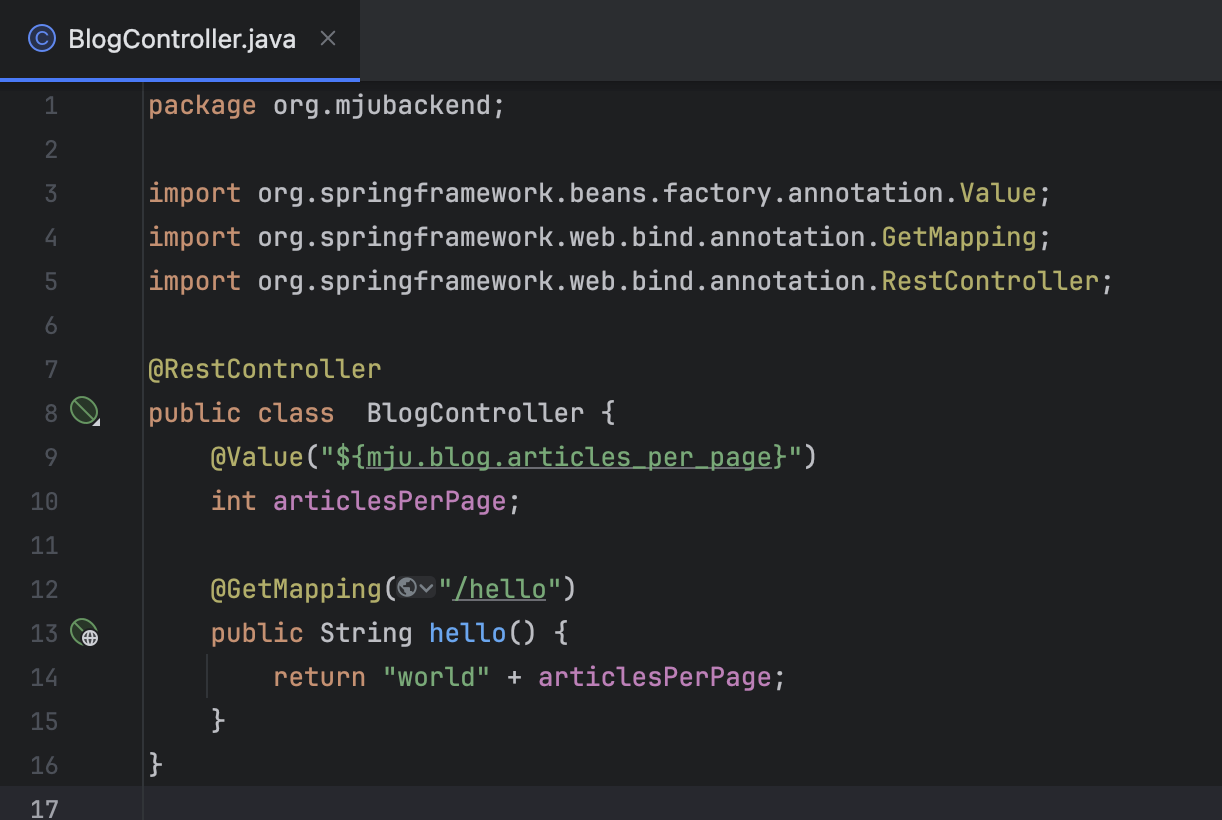 BlogController.java
1 package org.mjubackend;
2
3 import org.springframework.beans.factory.annotation.Value;
4 import org.springframework.web.bind.annotation.GetMapping;
5 import org.springframework.web.bind.annotation.RestController;
6
7 @RestController
8 public class  BlogController {
9     @Value("${mju.blog.articles_per_page}")
10     int articlesPerPage;
11
12     @GetMapping("/hello")
13     public String hello() {
14         return "world" + articlesPerPage;
15     }
16 }
17